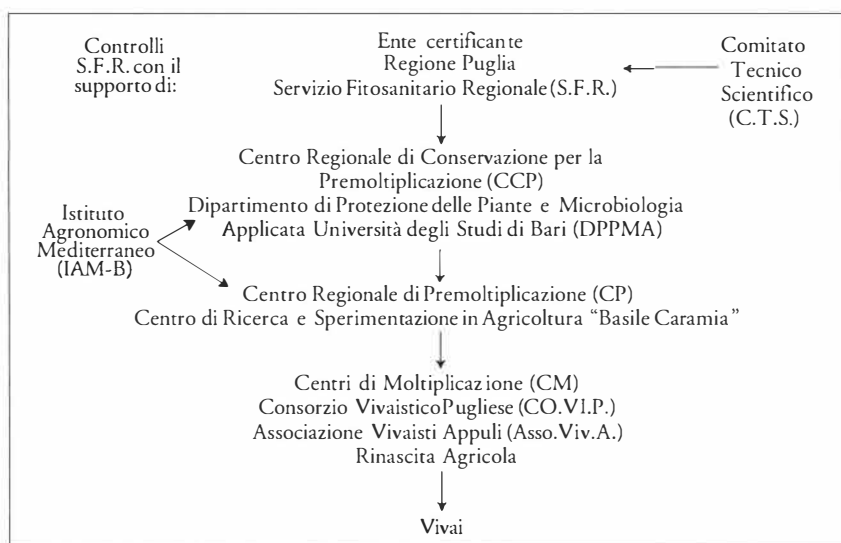 Controlli
S.F.R. con il
supporto di:
Ente certificante
Regione Puglia
Servizio Fitosanitario Regionale (S.F.R.)
Comitato
Tecnico
Scientifico
(C.T.S.)
Centro Regionale di Conservazione per la
Premoltiplicazione (CCP)
Dipartimento di Protezione delle Piante e Microbiologia
Applicata Università degli Studi di Bari (DPPMA)
Istituto
Agronomico
Mediterraneo
(IAM-B)
Centro Regionale di Premoltiplicazione (CP)
Centro di Ricerca e Sperimentazione in Agricoltura “Basile Caramia”
Centri di Moltiplicazione (CM)
Consorzio Vivaistico Pugliese (CO.VI.P.)
Associazione Vivaisti Appuli (Asso.Viv.A.)
Rinascita Agricola
Vivai